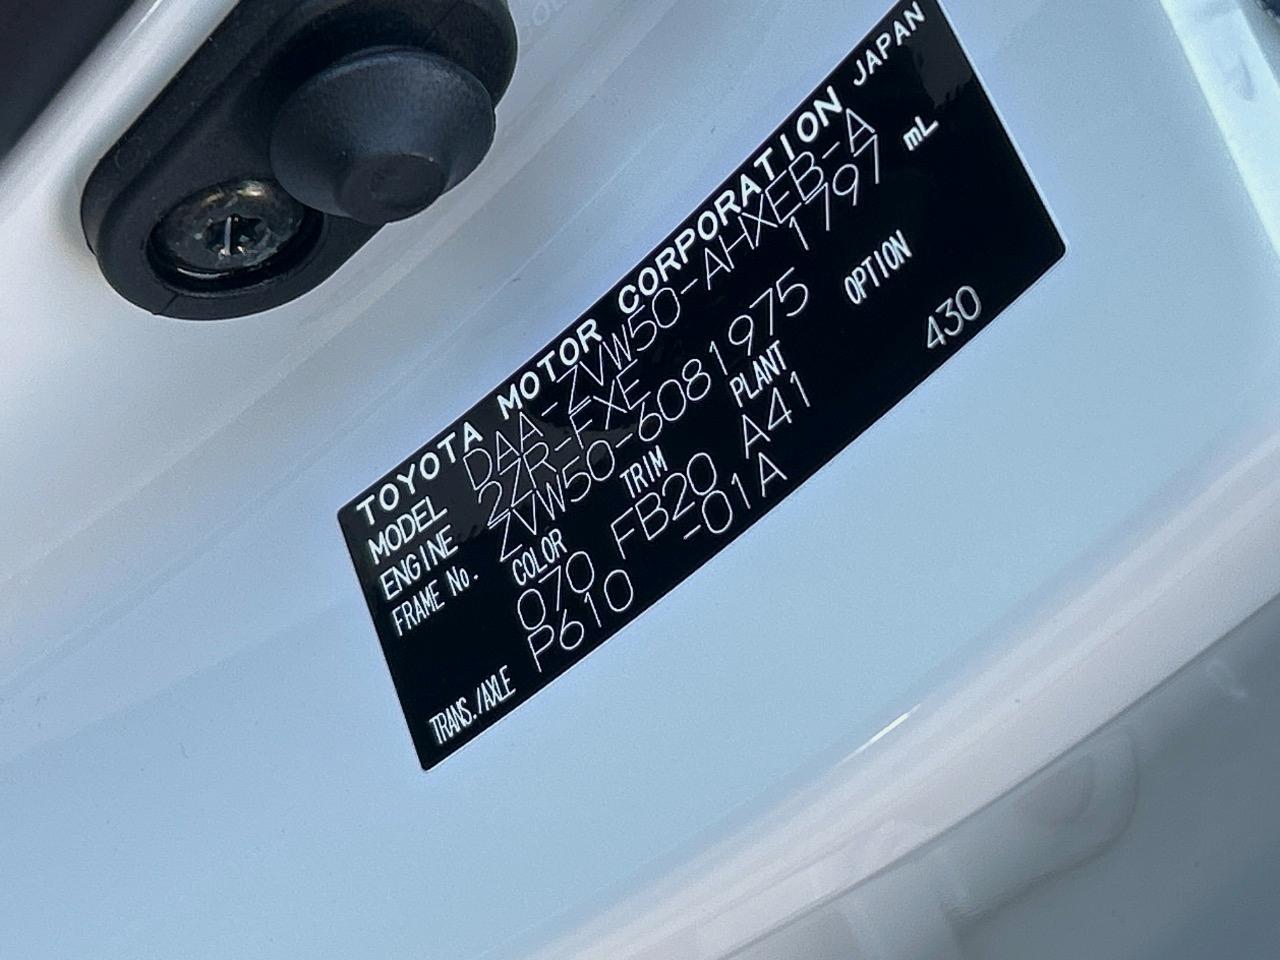 TOYOTA MOTOR CORPORATION JAPAN
MODEL DAA-ZVW50-AHXEB-A
ENGINE 2ZR-FXE 1797 mL
FRAME No. ZVW50-6081975
COLOR TRIM PLANT OPTION
070 FB20 A41 430
TRANS./AXLE P610 -01A